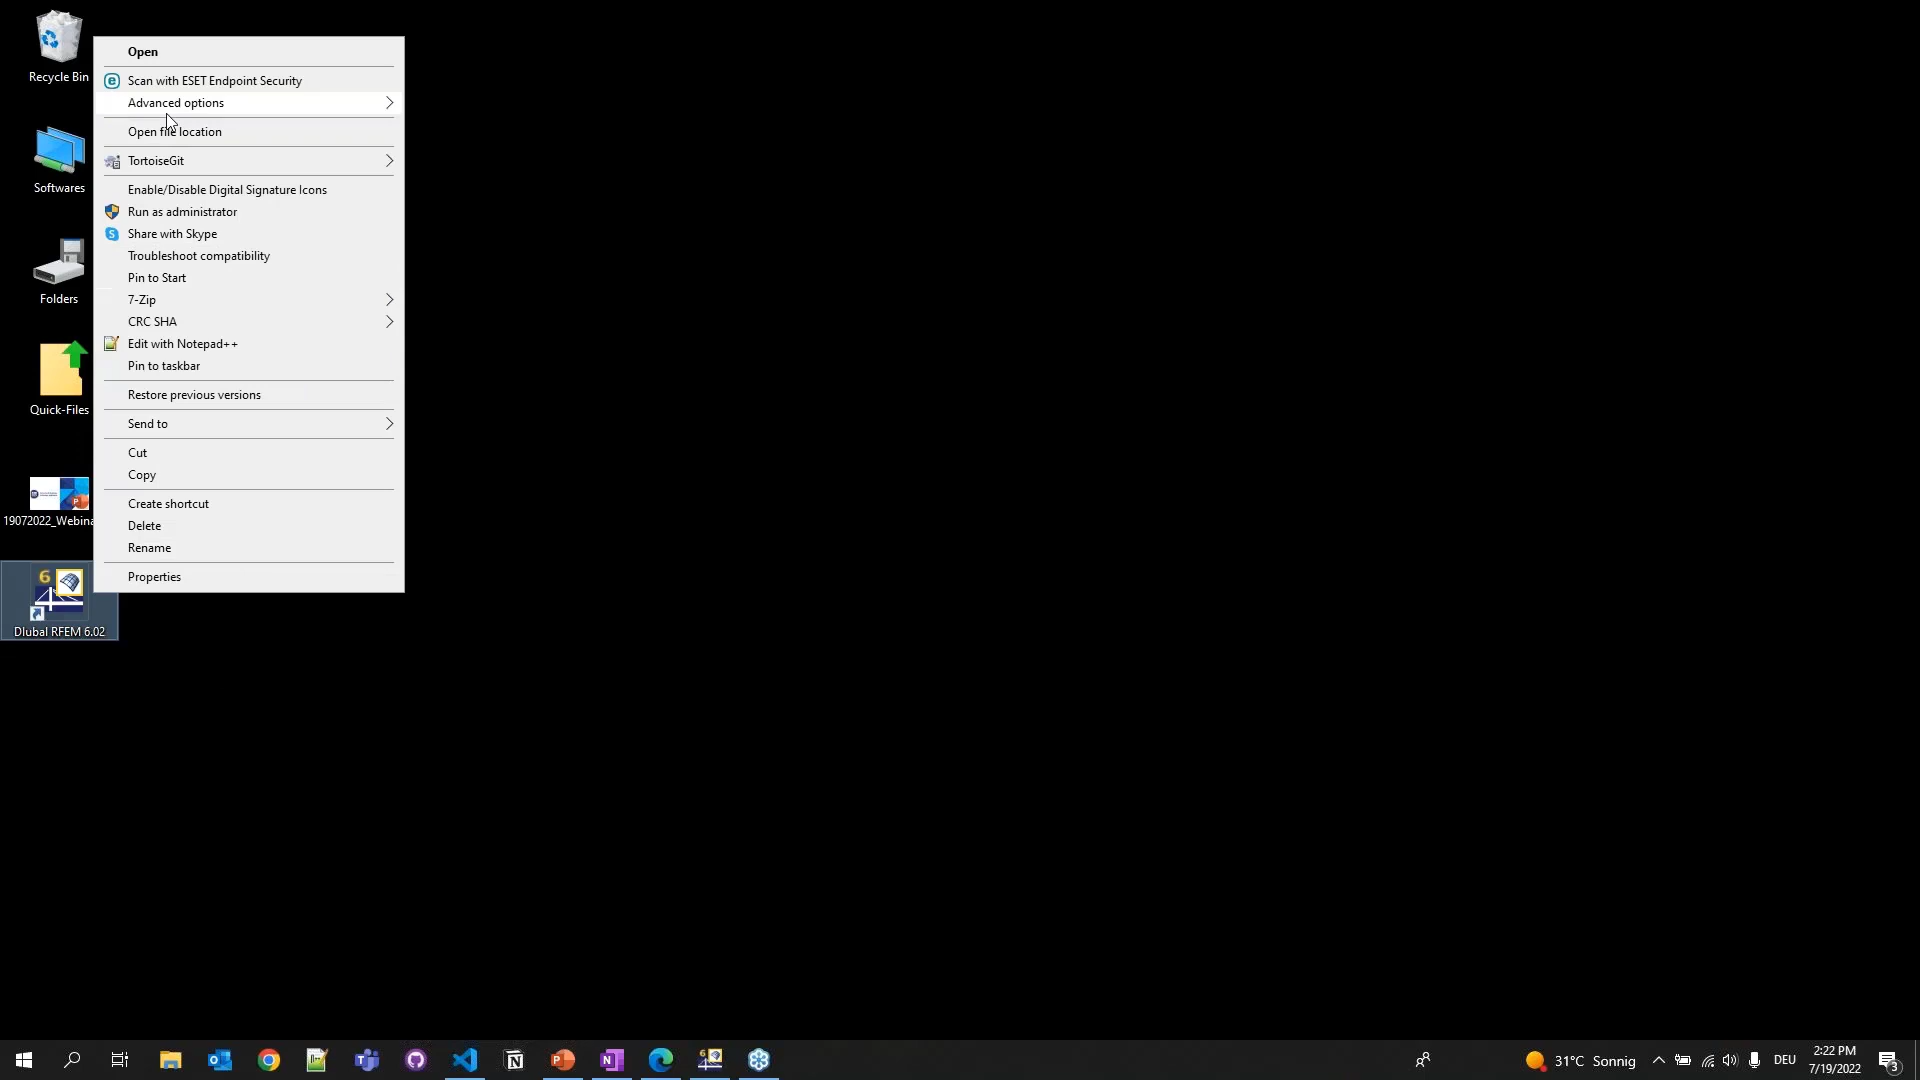 Recycle Bin
Softwares
Folders
Quick-Files
19072022_Webina
6
Dlubal RFEM 6.02
Open
Scan with ESET Endpoint Security
Advanced options
Open file location
TortoiseGit
Enable/Disable Digital Signature Icons
Run as administrator
Share with Skype
Troubleshoot compatibility
Pin to Start
7-Zip
CRC SHA
Edit with Notepad++
Pin to taskbar
Restore previous versions
Send to
Cut
Copy
Create shortcut
Delete
Rename
Properties
31°C Sonnig
DEU
2:22 PM
7/19/2022
3